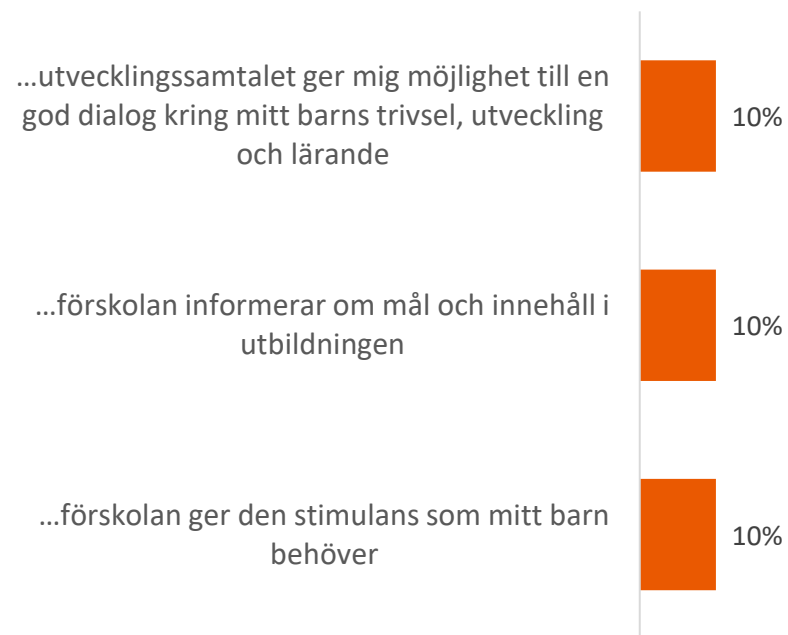 …utvecklingssamtalet ger mig möjlighet till en
god dialog kring mitt barns trivsel, utveckling
och lärande
10%
…förskolan informerar om mål och innehåll i
utbildningen
10%
…förskolan ger den stimulans som mitt barn
behöver
10%